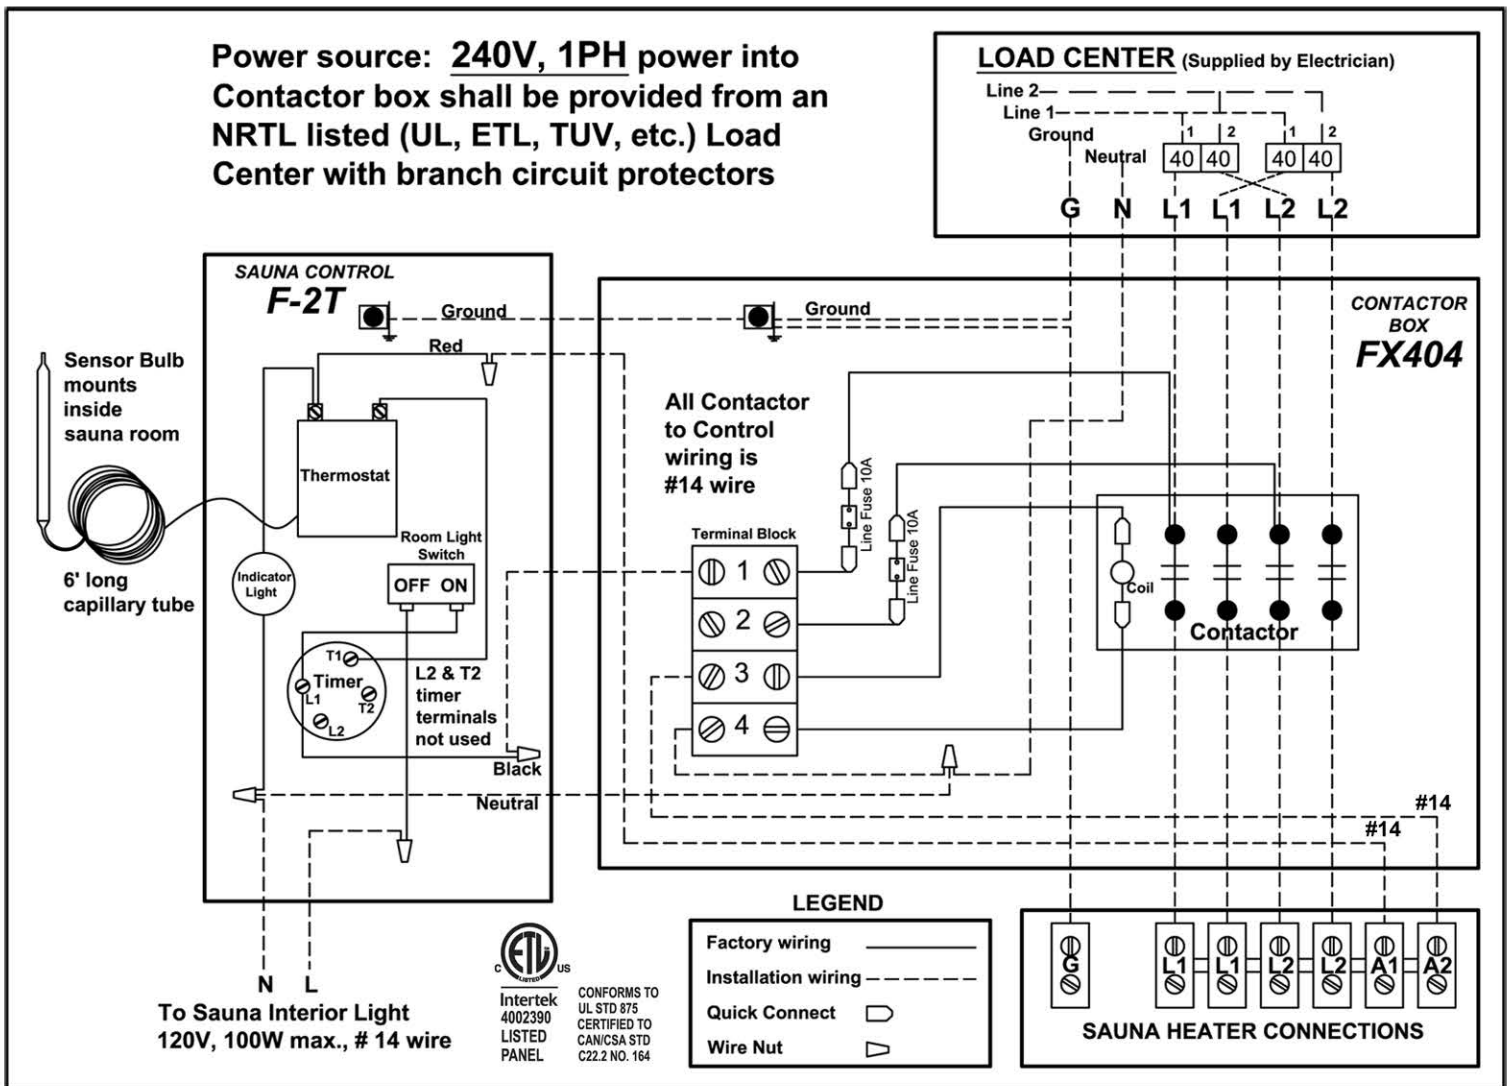 Power source: 240V, 1PH power into
Contactor box shall be provided from an
NRTL listed (UL, ETL, TUV, etc.) Load
Center with branch circuit protectors
LOAD CENTER (Supplied by Electrician)
Line 2
Line 1
Ground
Neutral
1 2 1 2
40 40 40 40
G N L1 L1 L2 L2
SAUNA CONTROL
F-2T
Ground
Red
Sensor Bulb
mounts
inside
sauna room
6' long
capillary tube
Thermostat
Room Light
Switch
OFF ON
Indicator
Light
T1
Timer
L1
T2
L2
L2 & T2
timer
terminals
not used
Black
Neutral
N L
To Sauna Interior Light
120V, 100W max., # 14 wire
Ground
CONTACTOR
BOX
FX404
All Contactor
to Control
wiring is
#14 wire
Line Fuse 10A
Line Fuse 10A
Terminal Block
1
2
3
4
Coil
Contactor
#14
#14
C ETL US
LISTED
Intertek
4002390
LISTED
PANEL
CONFORMS TO
UL STD 875
CERTIFIED TO
CAN/CSA STD
C22.2 NO. 164
LEGEND
Factory wiring
Installation wiring
Quick Connect
Wire Nut
G L1 L1 L2 L2 A1 A2
SAUNA HEATER CONNECTIONS